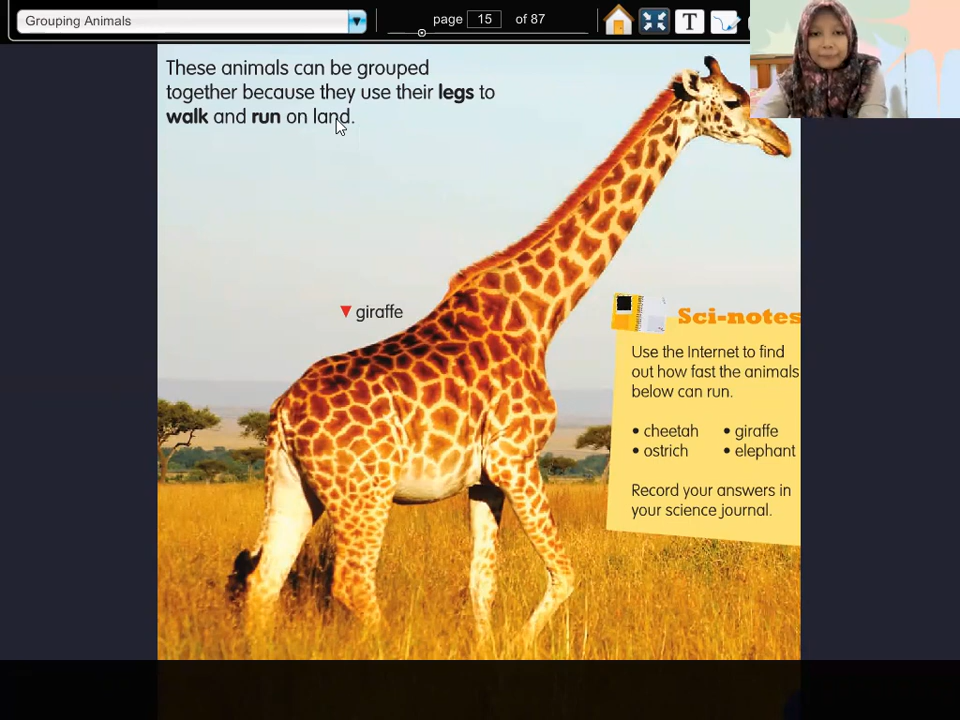 Grouping Animals
page 15 of 87
T
These animals can be grouped
together because they use their legs to
walk and run on land.
giraffe
Sci-notes
Use the Internet to find
out how fast the animals
below can run.
• cheetah • giraffe
• ostrich • elephant
Record your answers in
your science journal.